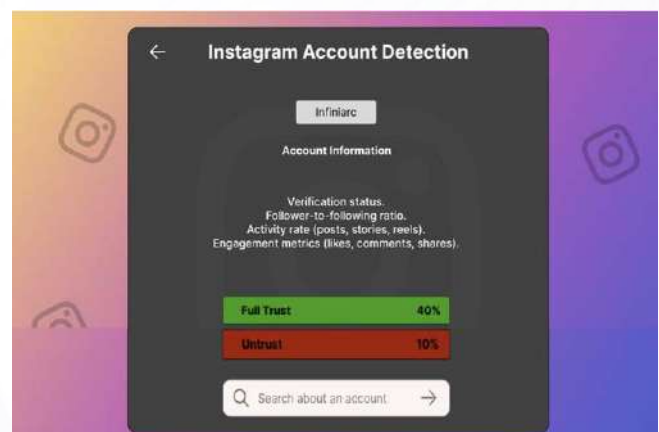 Instagram Account Detection
Infiniarc
Account Information
Verification status.
Follower-to-following ratio.
Activity rate (posts, stories, reels).
Engagement metrics (likes, comments, shares).
Full Trust 40%
Untrust 10%
Search about an account